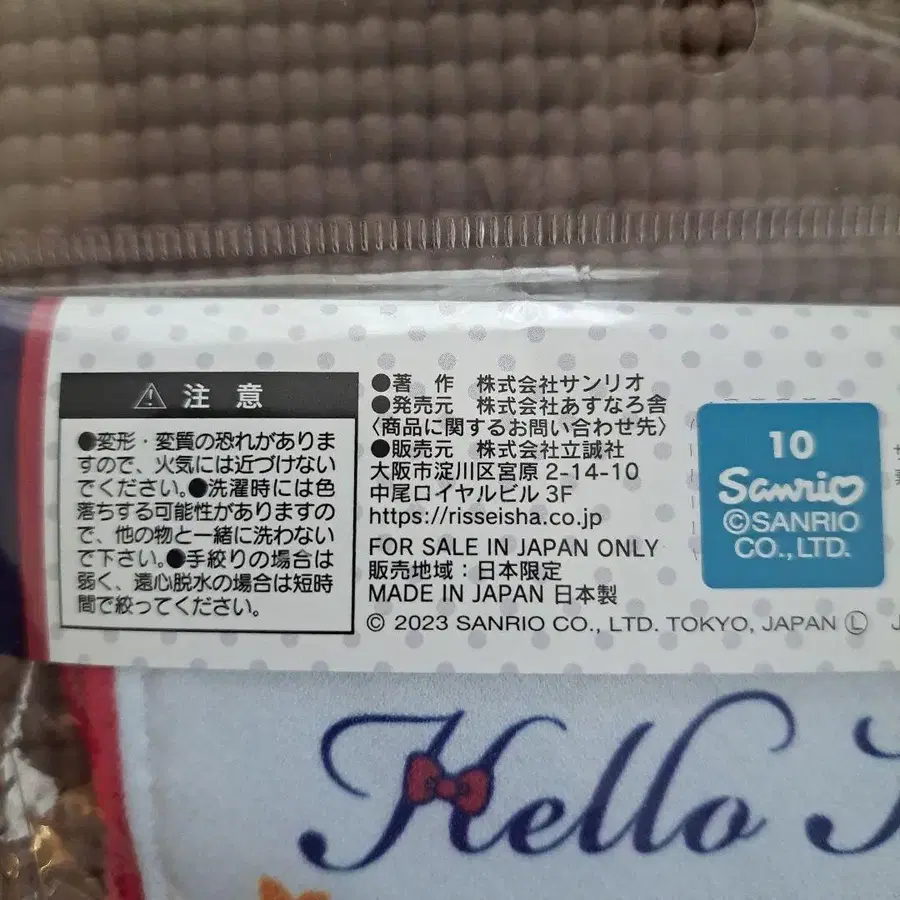 注意
●変形・変質の恐れがありま
すので、火気には近づけない
でください。●洗濯時には色
落ちする可能性がありますの
で、他の物と一緒に洗わない
で下さい。●手絞りの場合は
弱く、遠心脱水の場合は短時
間で絞ってください。
●著 作 株式会社サンリオ
●発売元 株式会社あすなろ舎
〈商品に関するお問い合わせ先〉
●販売元 株式会社立誠社
大阪市淀川区宮原 2-14-10
中尾ロイヤルビル 3F
https://risseisha.co.jp
FOR SALE IN JAPAN ONLY
販売地域：日本限定
MADE IN JAPAN 日本製
© 2023 SANRIO CO., LTD. TOKYO, JAPAN Ⓛ
10
Sanrio
©SANRIO
CO., LTD.
Hello